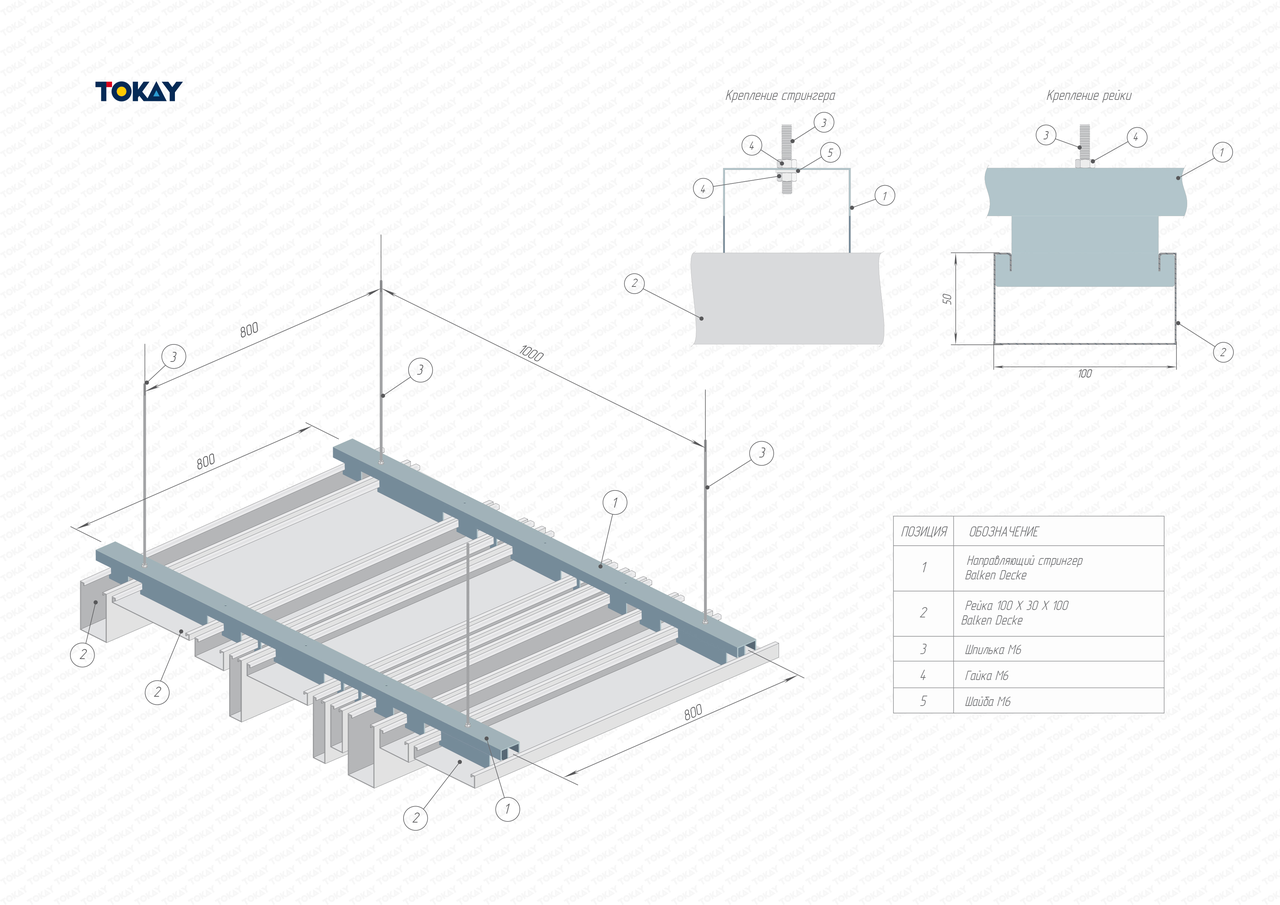 TOKAY
Крепление стрингера
Крепление рейки
3
4
5
4
1
2
3
4
1
50
2
100
800
1000
3
3
3
800
1
2
2
2
1
800
ПОЗИЦИЯ ОБОЗНАЧЕНИЕ
1 Направляющий стрингер
Balken Decke
2 Рейка 100 X 30 X 100
Balken Decke
3 Шпилька М6
4 Гайка М6
5 Шайба М6